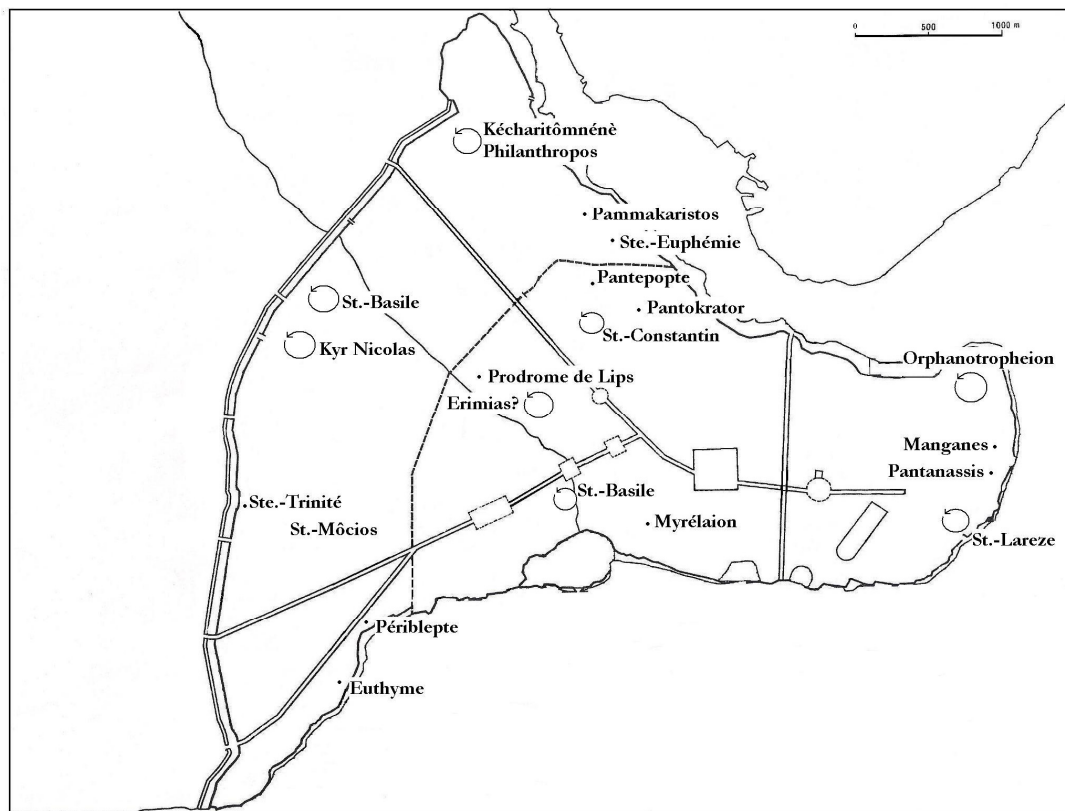 0 500 1000 m
Kécharitômnénè
Philanthropos
Pammakaristos
Ste.-Euphémie
Pantepopte
Pantokrator
St.-Basile
St.-Constantin
Kyr Nicolas
Orphanotropheion
Prodrome de Lips
Erimias?
Manganes
Pantanassis
St.-Basile
Ste.-Trinité
St.-Môcios
Myrélaion
St.-Lareze
Périblepte
Euthyme